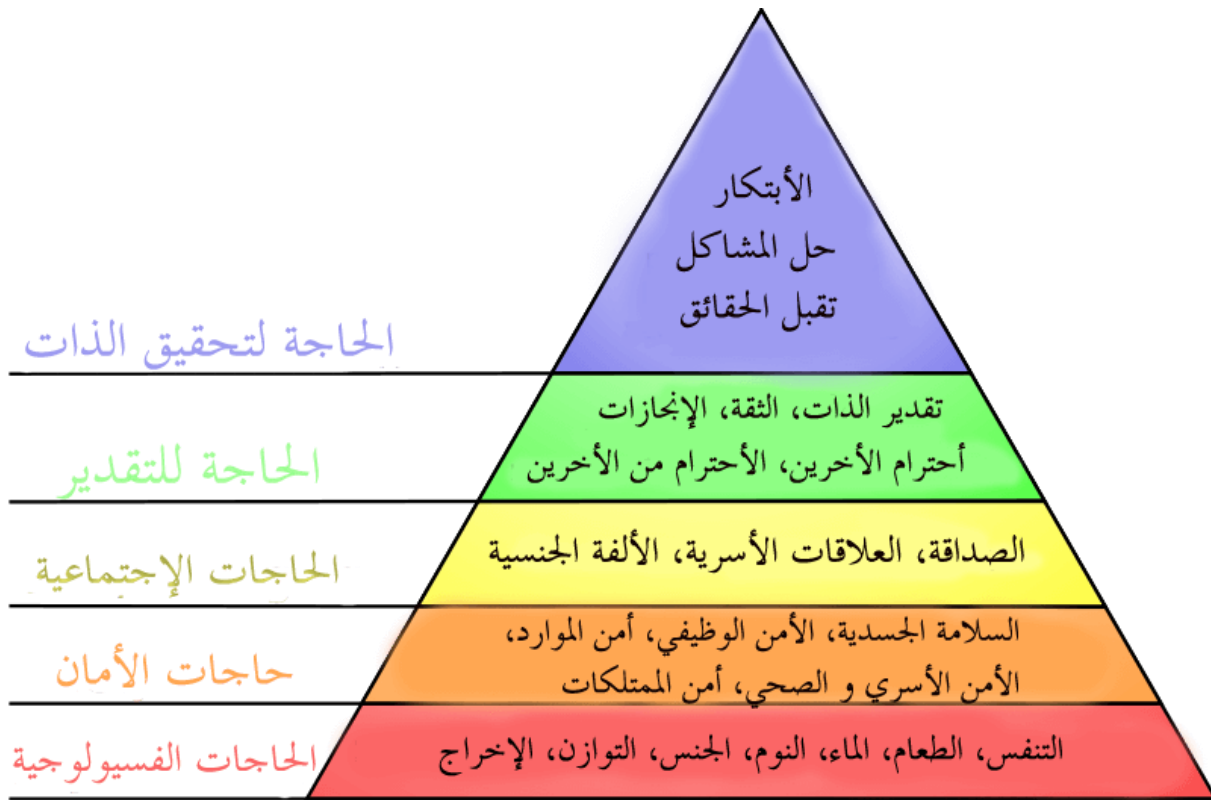 الأبتكار
حل المشاكل
تقبل الحقائق
الحاجة لتحقيق الذات
تقدير الذات، الثقة، الإنجازات
أحترام الأخرين، الأحترام من الأخرين
الحاجة للتقدير
الصداقة، العلاقات الأسرية، الألفة الجنسية
الحاجات الإجتماعية
السلامة الجسدية، الأمن الوظيفي، أمن الموارد،
الأمن الأسري و الصحي، أمن الممتلكات
حاجات الأمان
التنفس، الطعام، الماء، النوم، الجنس، التوازن، الإخراج
الحاجات الفسيولوجية